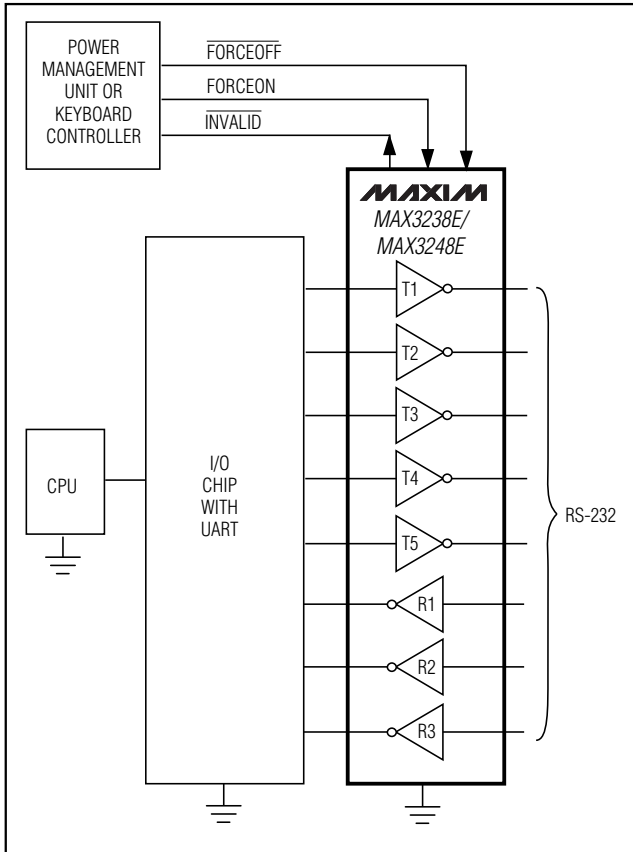 POWER
MANAGEMENT
UNIT OR
KEYBOARD
CONTROLLER
FORCEOFF
FORCEON
INVALID
MAXIM
MAX3238E/
MAX3248E
T1
T2
T3
T4
T5
R1
R2
R3
CPU
I/O
CHIP
WITH
UART
RS-232